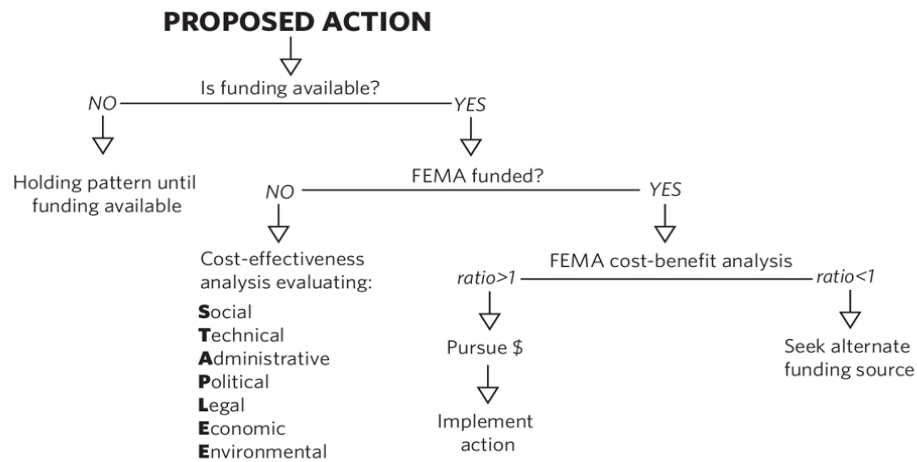 PROPOSED ACTION
Is funding available?
NO
YES
Holding pattern until
funding available
FEMA funded?
NO
YES
Cost-effectiveness
analysis evaluating:
Social
Technical
Administrative
Political
Legal
Economic
Environmental
FEMA cost-benefit analysis
ratio>1
ratio<1
Pursue $
Implement
action
Seek alternate
funding source